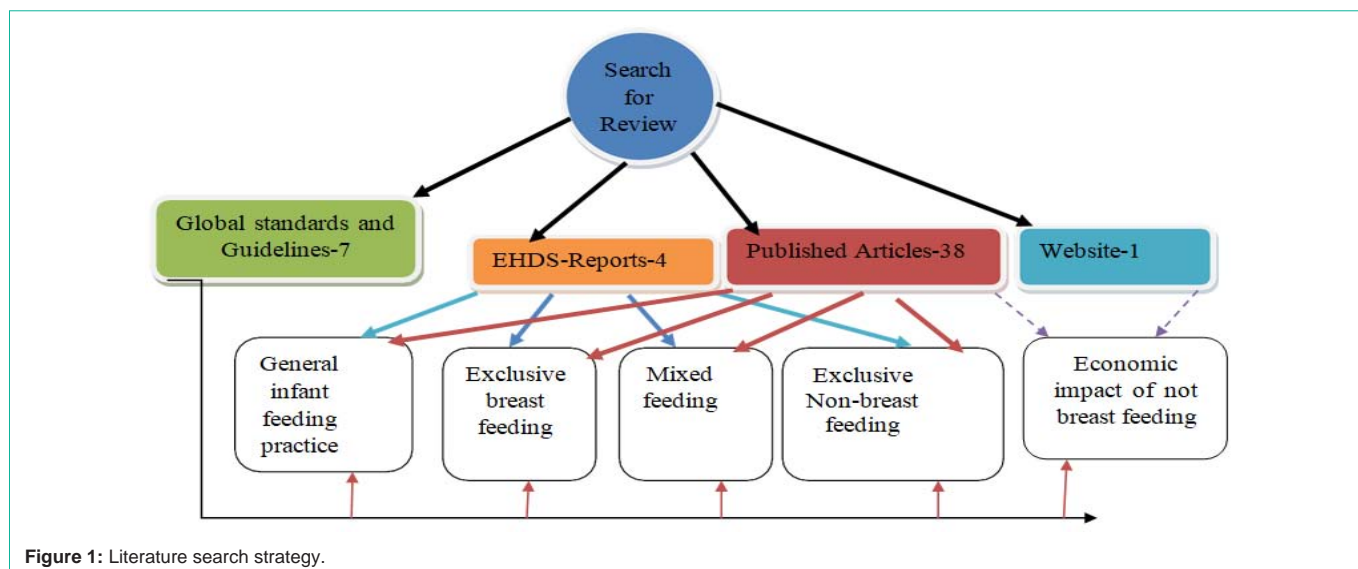 Search
for
Review
Global standards and
Guidelines-7
EHDS-Reports-4
Published Articles-38
Website-1
General
infant
feeding
practice
Exclusive
breast
feeding
Mixed
feeding
Exclusive
Non-breast
feeding
Economic
impact of not
breast feeding
Figure 1: Literature search strategy.